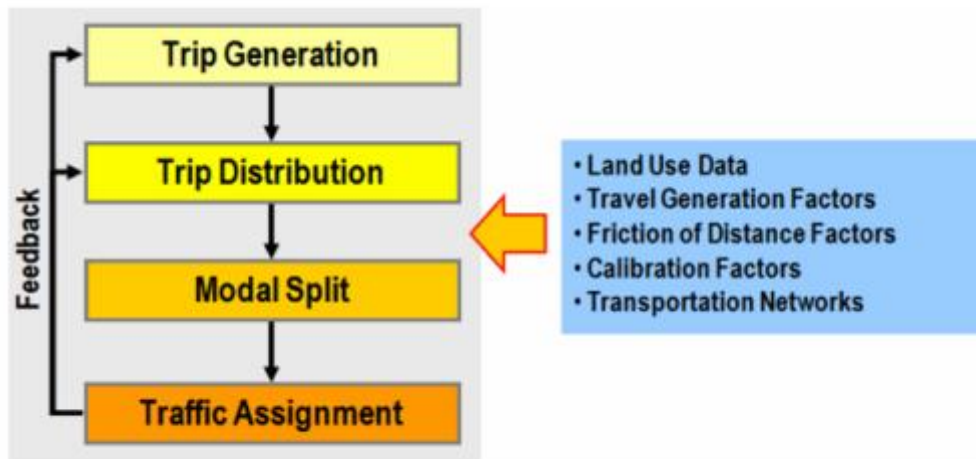 Trip Generation
Trip Distribution
Modal Split
Traffic Assignment
Feedback
• Land Use Data
• Travel Generation Factors
• Friction of Distance Factors
• Calibration Factors
• Transportation Networks